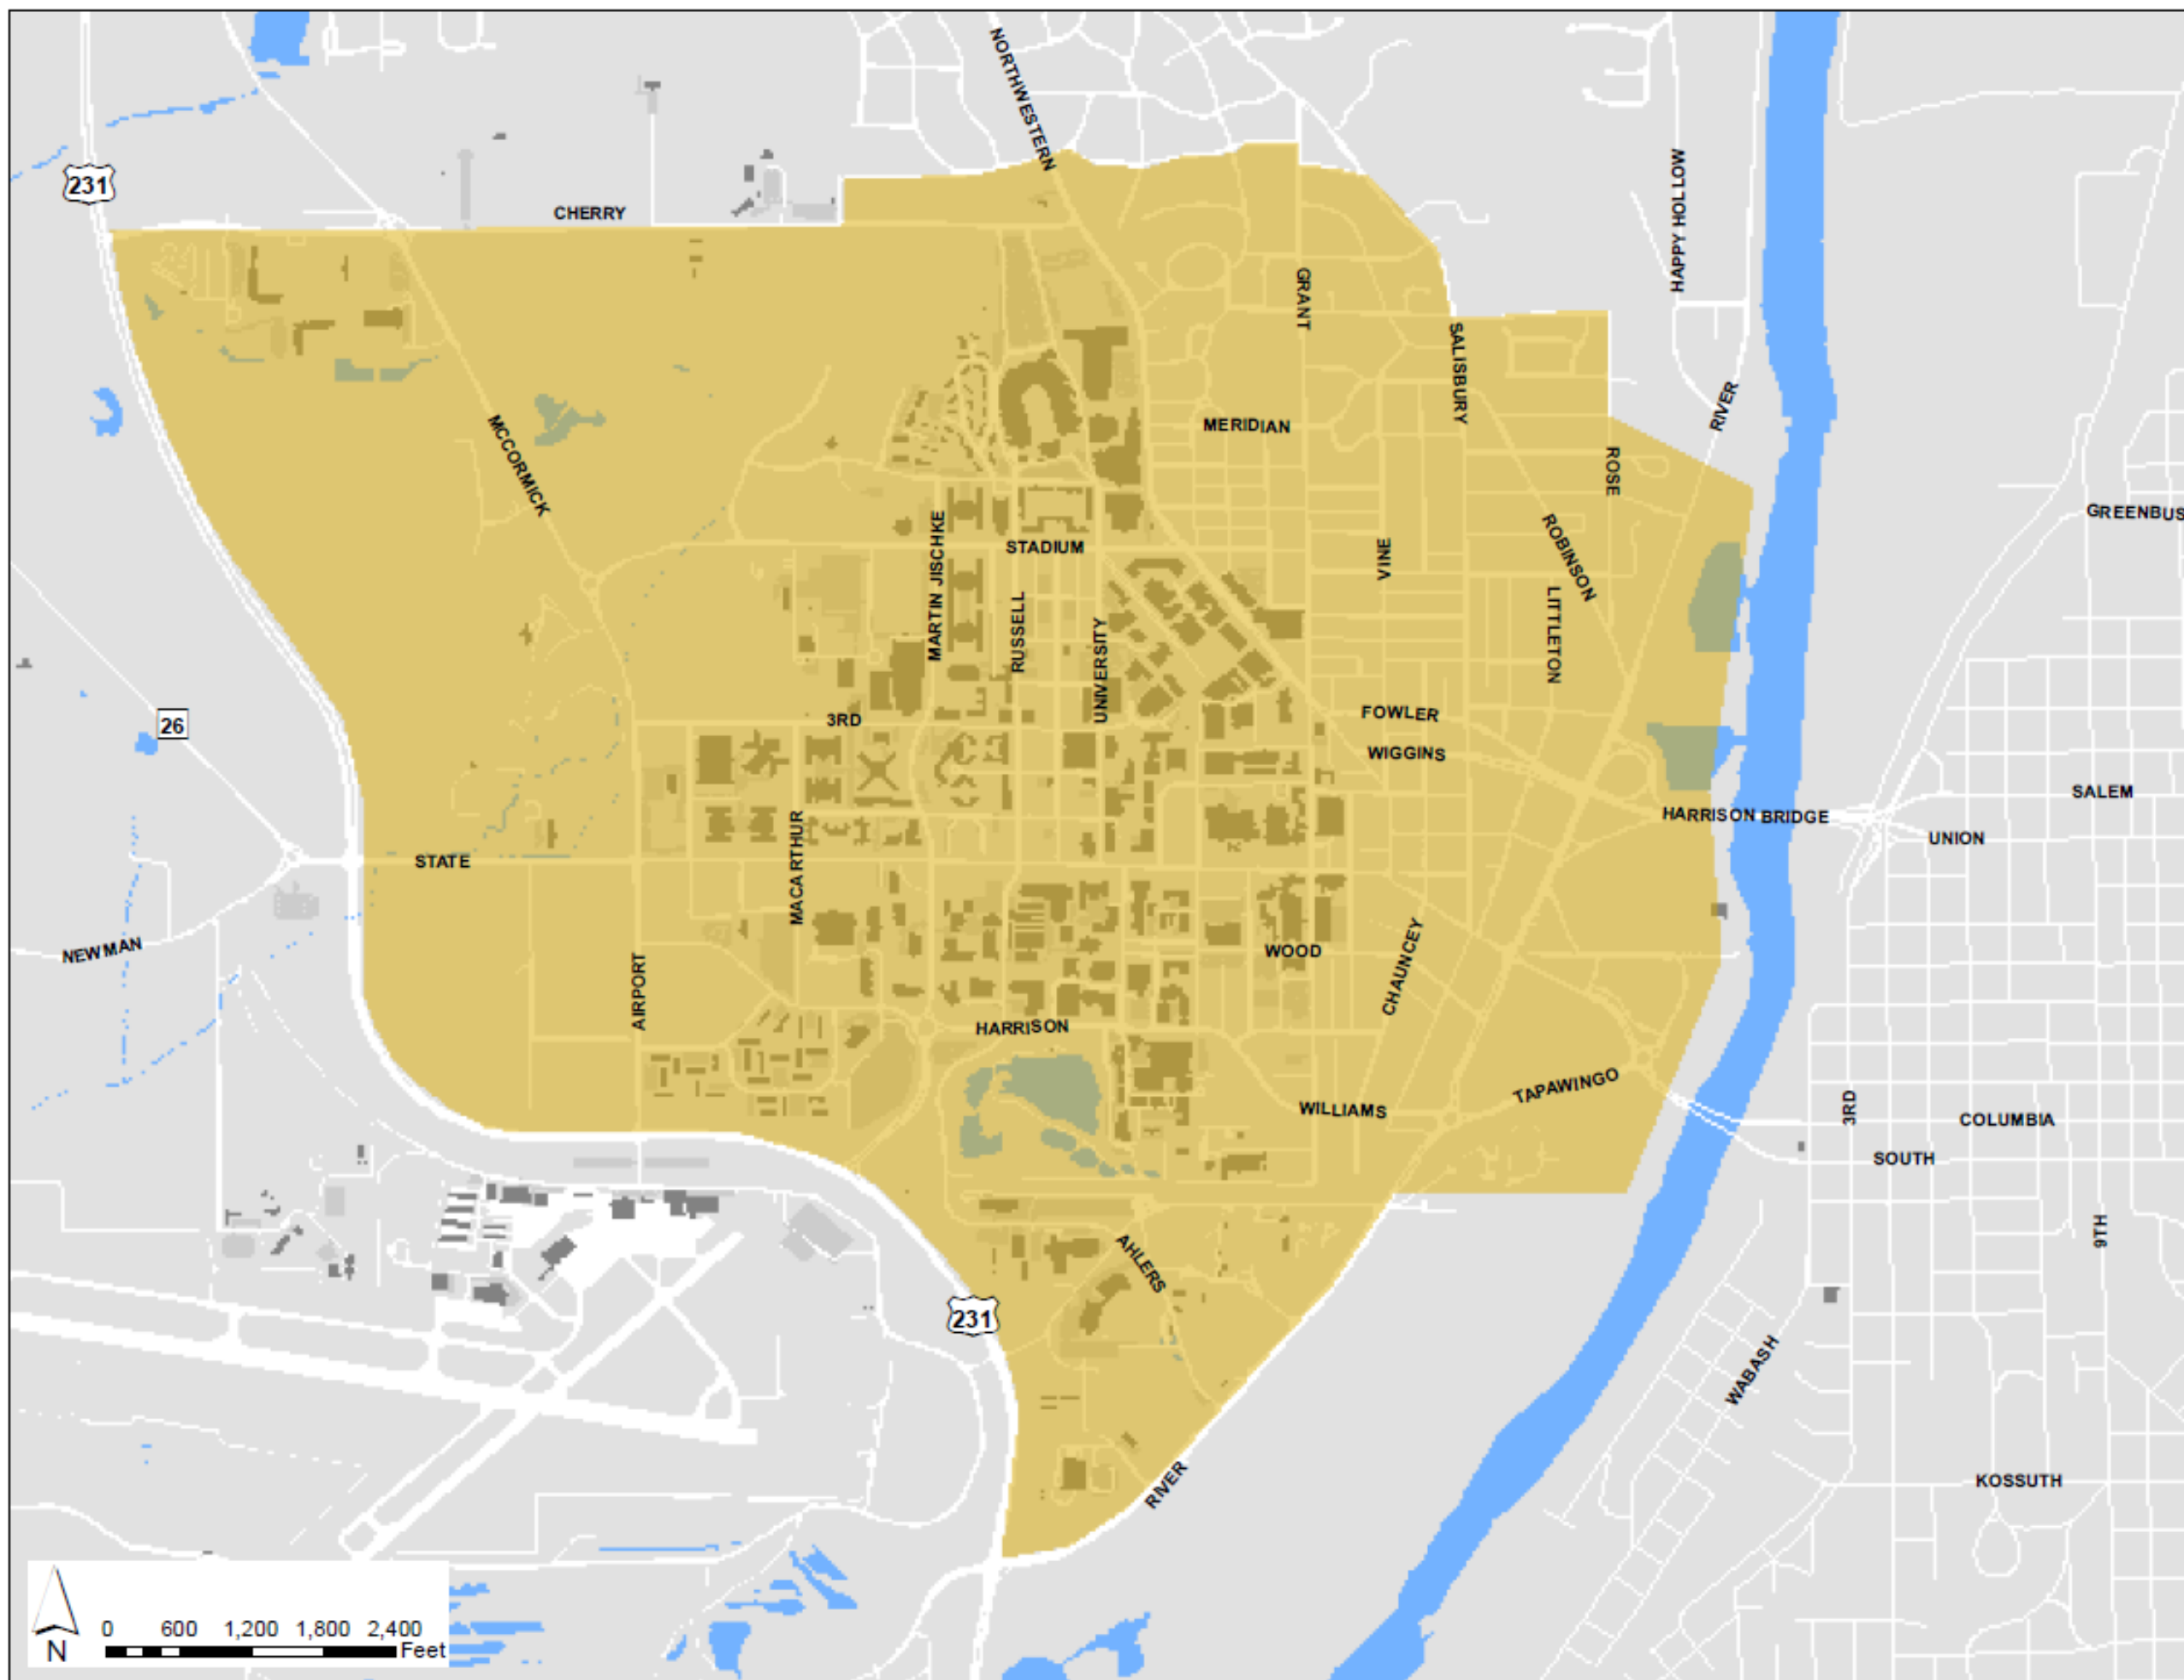 NORTHWESTERN
HAPPY HOLLOW
231
CHERRY
GRANT
SALISBURY
RIVER
MERIDIAN
MCCORMICK
ROSE
GREENBUS
ROBINSON
MARTIN JISCHKE
STADIUM
VINE
RUSSELL
LITTLETON
UNIVERSITY
26
3RD
FOWLER
WIGGINS
SALEM
HARRISON BRIDGE
UNION
MACARTHUR
STATE
NEWMAN
WOOD
CHAUNCEY
AIRPORT
HARRISON
TAPAWINGO
WILLIAMS
3RD
COLUMBIA
SOUTH
9TH
AHLERS
231
WABASH
RIVER
KOSSUTH
0 600 1,200 1,800 2,400
Feet
N